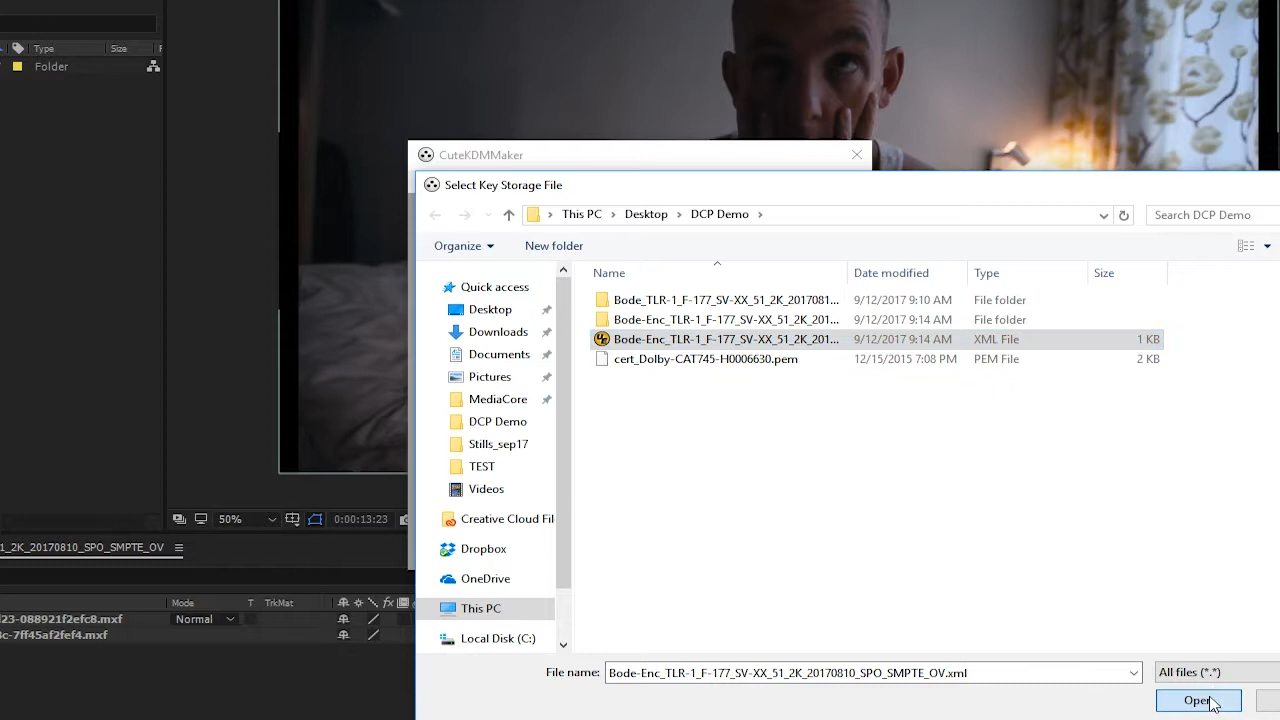 Type Size F
Folder
CuteKDMMaker
Select Key Storage File
This PC Desktop DCP Demo Search DCP Demo
Organize New folder
Name Date modified Type Size
Quick access
Desktop
Downloads
Documents
Pictures
MediaCore
DCP Demo
Stills_sep17
TEST
Videos
Creative Cloud Fil
Dropbox
OneDrive
This PC
Local Disk (C:)
Bode_TLR-1_F-177_SV-XX_51_2K_2017081... 9/12/2017 9:10 AM File folder
Bode-Enc_TLR-1_F-177_SV-XX_51_2K_201... 9/12/2017 9:14 AM File folder
Bode-Enc_TLR-1_F-177_SV-XX_51_2K_201... 9/12/2017 9:14 AM XML File 1 KB
cert_Dolby-CAT745-H0006630.pem 12/15/2015 7:08 PM PEM File 2 KB
50% 0:00:13:23
1_2K_20170810_SPO_SMPTE_OV
Mode T TrkMat fx
d23-088921f2efc8.mxf Normal
c-7ff45af2fef4.mxf
File name: Bode-Enc_TLR-1_F-177_SV-XX_51_2K_20170810_SPO_SMPTE_OV.xml All files (*.*)
Open